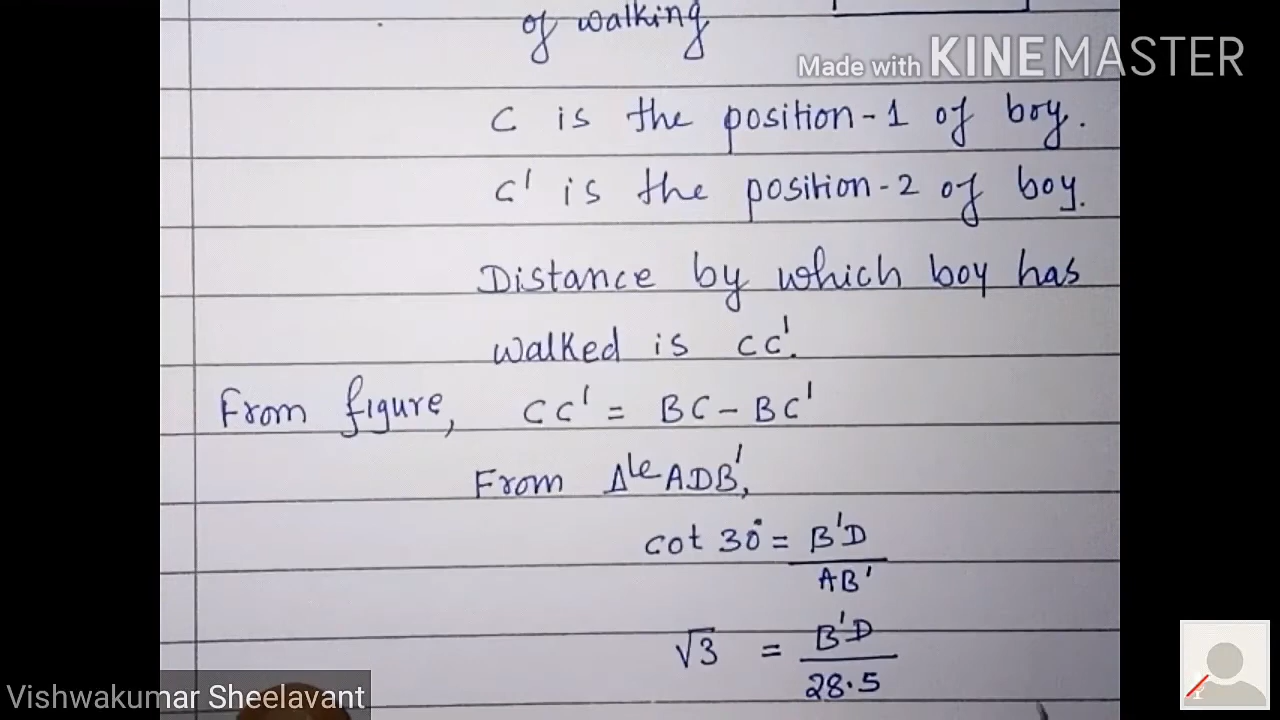 of walking
Made with KINEMASTER
C is the position-1 of boy.
C' is the position-2 of boy.
Distance by which boy has
walked is CC'.
From figure, CC' = BC - BC'
From Δle ADB',
cot 30° = B'D
AB'
√3 = B'D
28.5
Vishwakumar Sheelavant